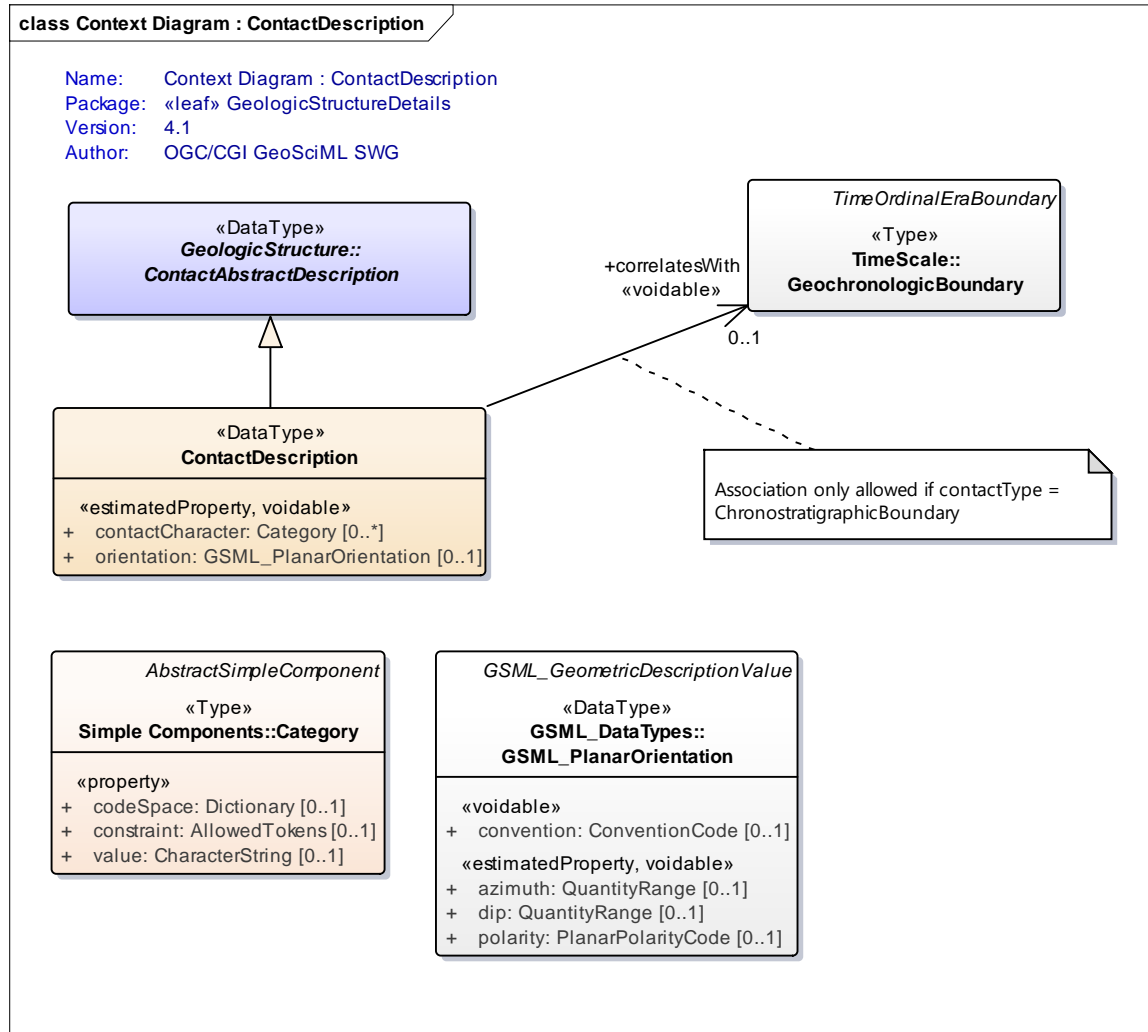 class Context Diagram : ContactDescription
Name: Context Diagram : ContactDescription
Package: «leaf» GeologicStructureDetails
Version: 4.1
Author: OGC/CGI GeoSciML SWG
«DataType»
GeologicStructure::
ContactAbstractDescription
TimeOrdinalEraBoundary
«Type»
TimeScale::
GeochronologicBoundary
+correlatesWith
«voidable»
0..1
«DataType»
ContactDescription
«estimatedProperty, voidable»
+ contactCharacter: Category [0..*]
+ orientation: GSML_PlanarOrientation [0..1]
Association only allowed if contactType =
ChronostratigraphicBoundary
AbstractSimpleComponent
«Type»
Simple Components::Category
«property»
+ codeSpace: Dictionary [0..1]
+ constraint: AllowedTokens [0..1]
+ value: CharacterString [0..1]
GSML_GeometricDescriptionValue
«DataType»
GSML_DataTypes::
GSML_PlanarOrientation
«voidable»
+ convention: ConventionCode [0..1]
«estimatedProperty, voidable»
+ azimuth: QuantityRange [0..1]
+ dip: QuantityRange [0..1]
+ polarity: PlanarPolarityCode [0..1]